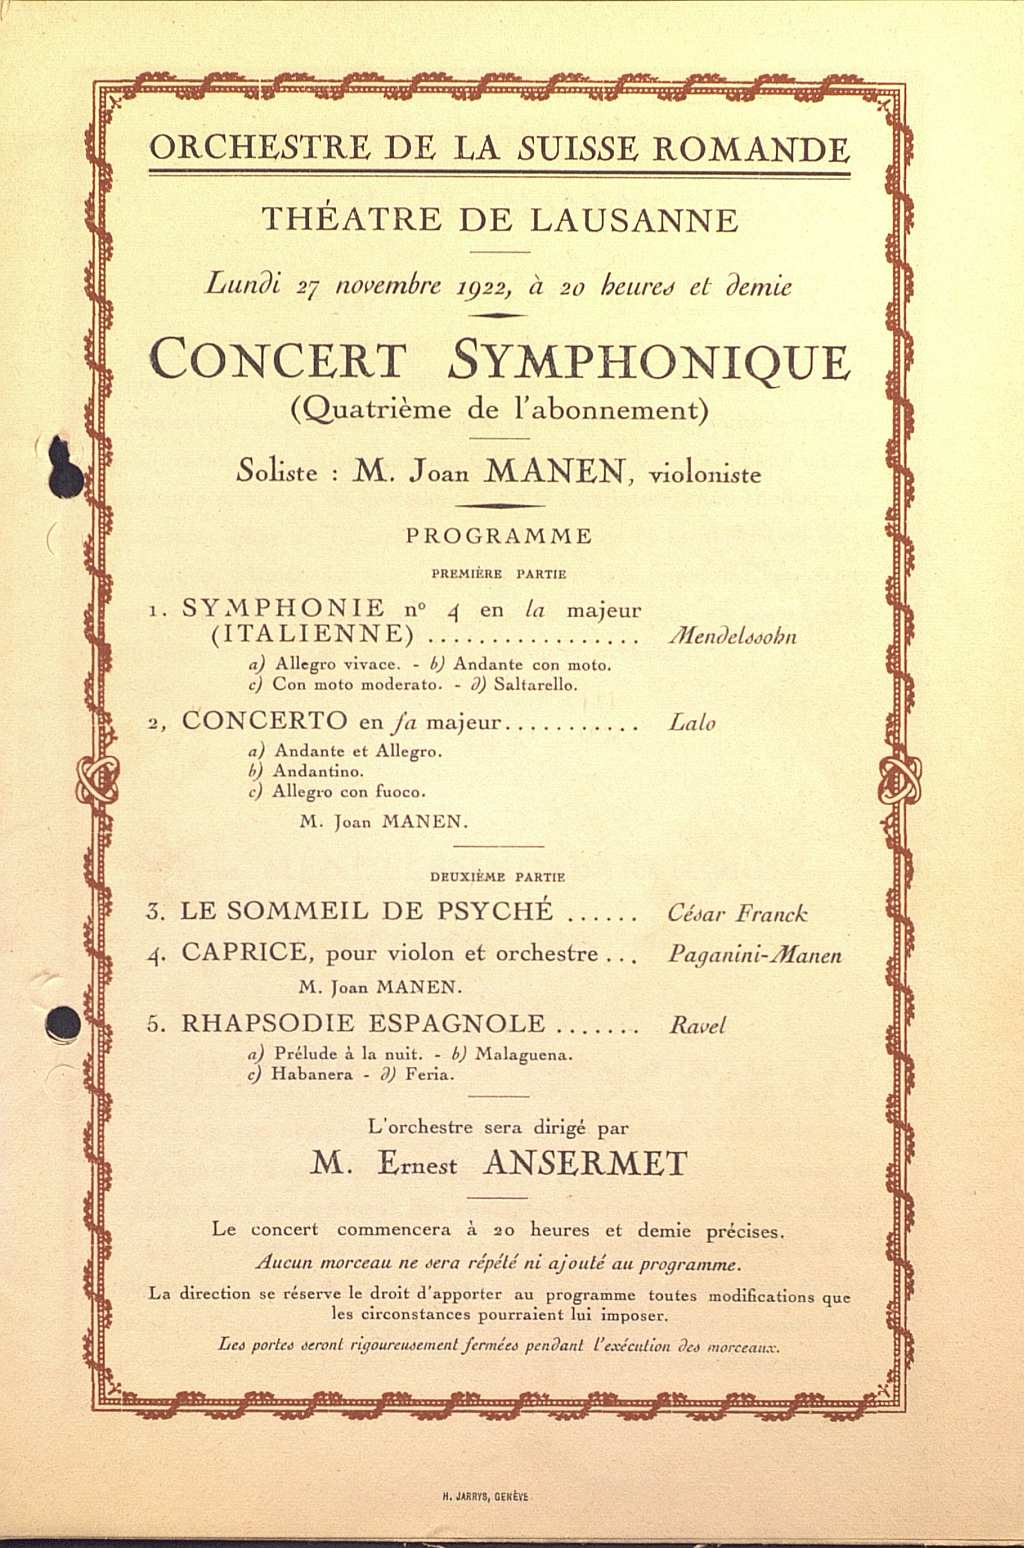 ORCHESTRE DE LA SUISSE ROMANDE
THÉATRE DE LAUSANNE
Lundi 27 novembre 1922, à 20 heures et demie
CONCERT SYMPHONIQUE
(Quatrième de l'abonnement)
Soliste : M. Joan MANEN, violoniste
PROGRAMME
PREMIÈRE PARTIE
1. SYMPHONIE nº 4 en la majeur
(ITALIENNE) ................. Mendelssohn
a) Allegro vivace. - b) Andante con moto.
c) Con moto moderato. - d) Saltarello.
2, CONCERTO en fa majeur........... Lalo
a) Andante et Allegro.
b) Andantino.
c) Allegro con fuoco.
M. Joan MANEN.
DEUXIÈME PARTIE
3. LE SOMMEIL DE PSYCHÉ ...... César Franck
4. CAPRICE, pour violon et orchestre ... Paganini-Manen
M. Joan MANEN.
5. RHAPSODIE ESPAGNOLE ....... Ravel
a) Prélude à la nuit. - b) Malaguena.
c) Habanera - d) Feria.
L'orchestre sera dirigé par
M. Ernest ANSERMET
Le concert commencera à 20 heures et demie précises.
Aucun morceau ne sera répété ni ajouté au programme.
La direction se réserve le droit d'apporter au programme toutes modifications que
les circonstances pourraient lui imposer.
Les portes seront rigoureusement fermées pendant l'exécution des morceaux.
H. JARRYS, GENÈVE